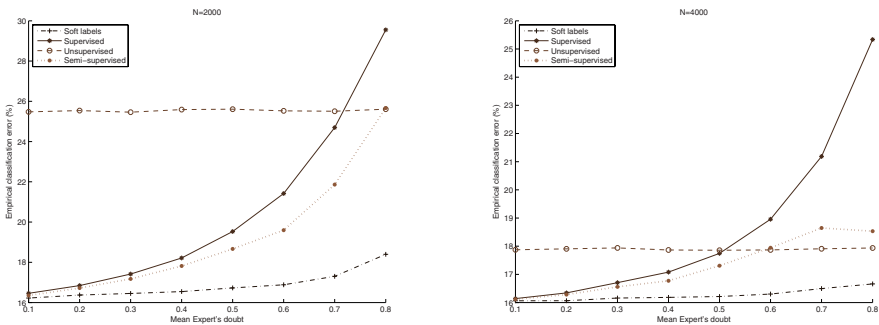 N=2000
30
28
26
24
22
20
18
16
Empirical classification error (%)
Soft labels
Supervised
Unsupervised
Semi−supervised
0.1 0.2 0.3 0.4 0.5 0.6 0.7 0.8
Mean Expert's doubt
N=4000
26
25
24
23
22
21
20
19
18
17
16
Empirical classification error (%)
Soft labels
Supervised
Unsupervised
Semi−supervised
0.1 0.2 0.3 0.4 0.5 0.6 0.7 0.8
Mean Expert's doubt